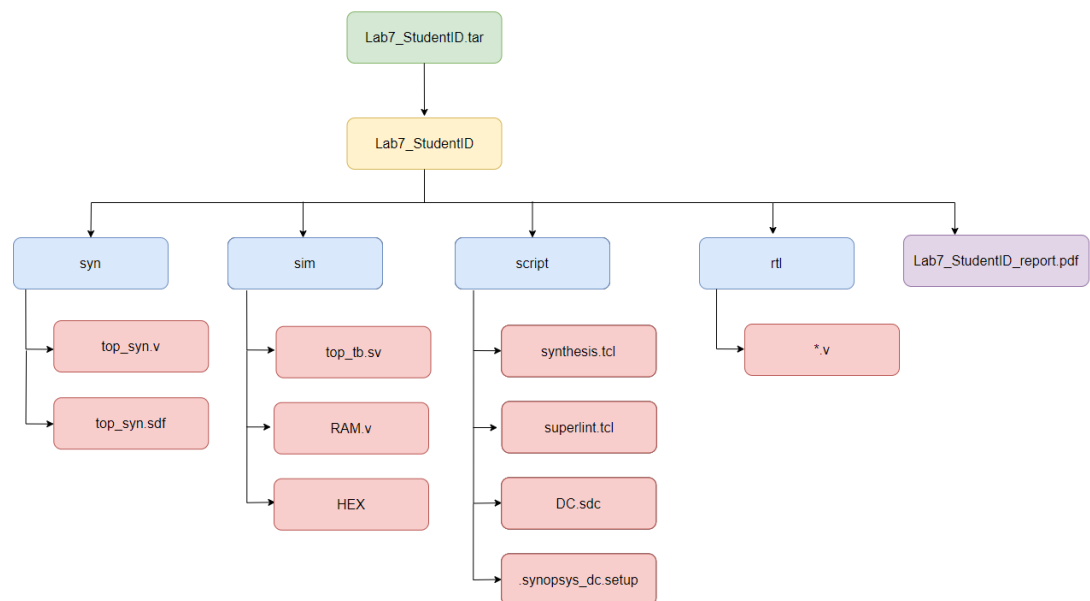 Lab7_StudentID.tar
Lab7_StudentID
syn
sim
script
rtl
Lab7_StudentID_report.pdf
top_syn.v
top_tb.sv
synthesis.tcl
*.v
top_syn.sdf
RAM.v
superlint.tcl
HEX
DC.sdc
.synopsys_dc.setup